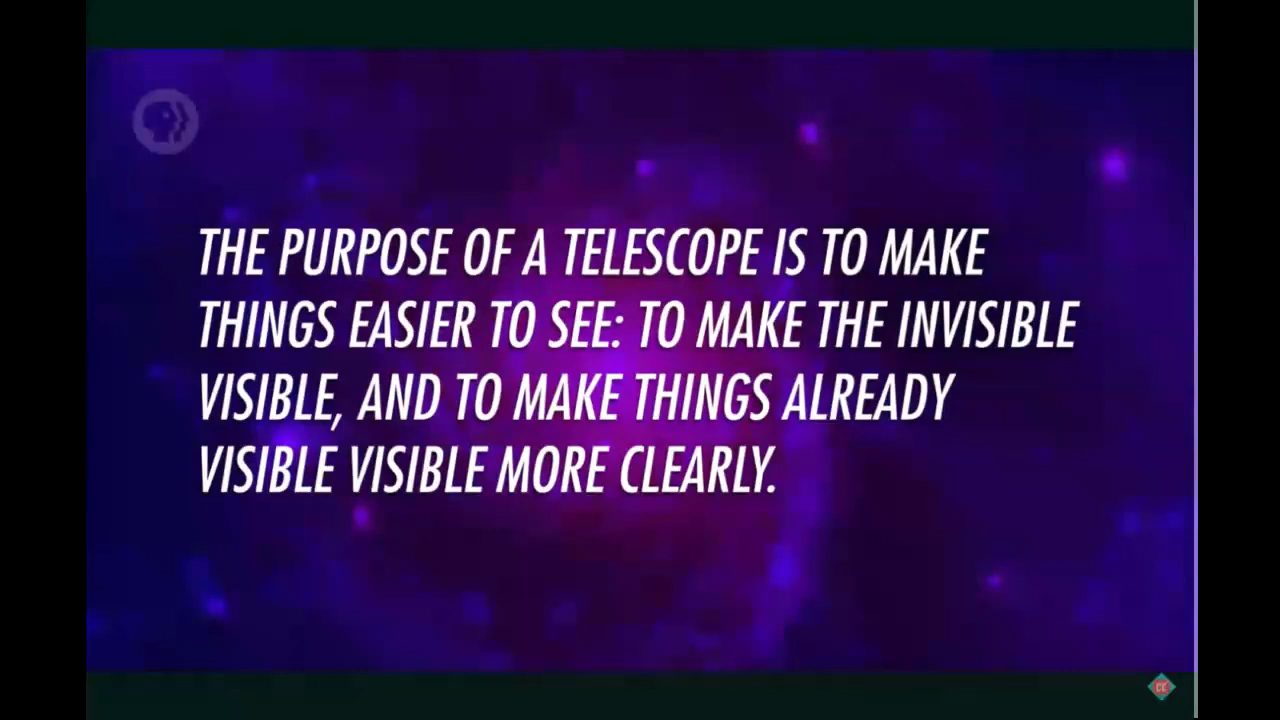 THE PURPOSE OF A TELESCOPE IS TO MAKE
THINGS EASIER TO SEE: TO MAKE THE INVISIBLE
VISIBLE, AND TO MAKE THINGS ALREADY
VISIBLE VISIBLE MORE CLEARLY.
CC